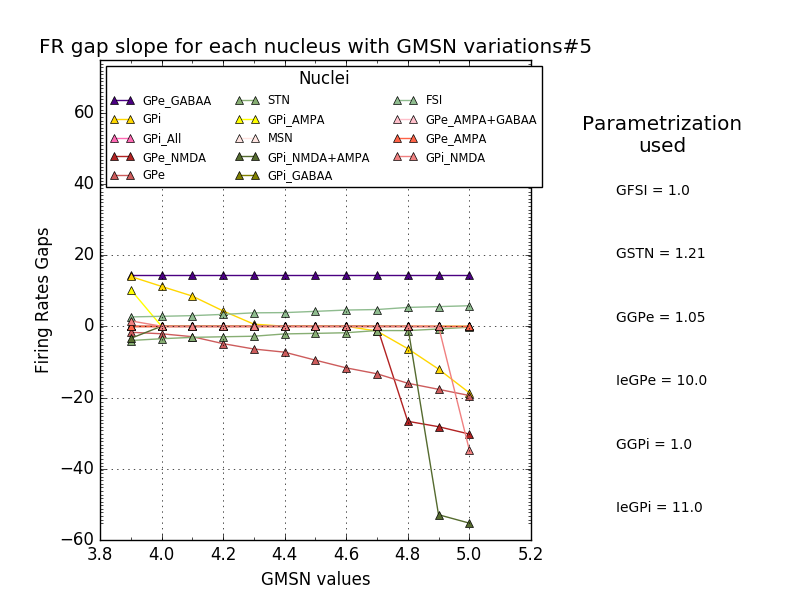 FR gap slope for each nucleus with GMSN variations#5
Nuclei
GPe_GABAA
GPi
GPi_All
GPe_NMDA
GPe
STN
GPi_AMPA
MSN
GPi_NMDA+AMPA
GPi_GABAA
FSI
GPe_AMPA+GABAA
GPe_AMPA
GPi_NMDA
Firing Rates Gaps
60
40
20
0
−20
−40
−60
3.8 4.0 4.2 4.4 4.6 4.8 5.0 5.2
GMSN values
Parametrization
used
GFSI = 1.0
GSTN = 1.21
GGPe = 1.05
IeGPe = 10.0
GGPi = 1.0
IeGPi = 11.0